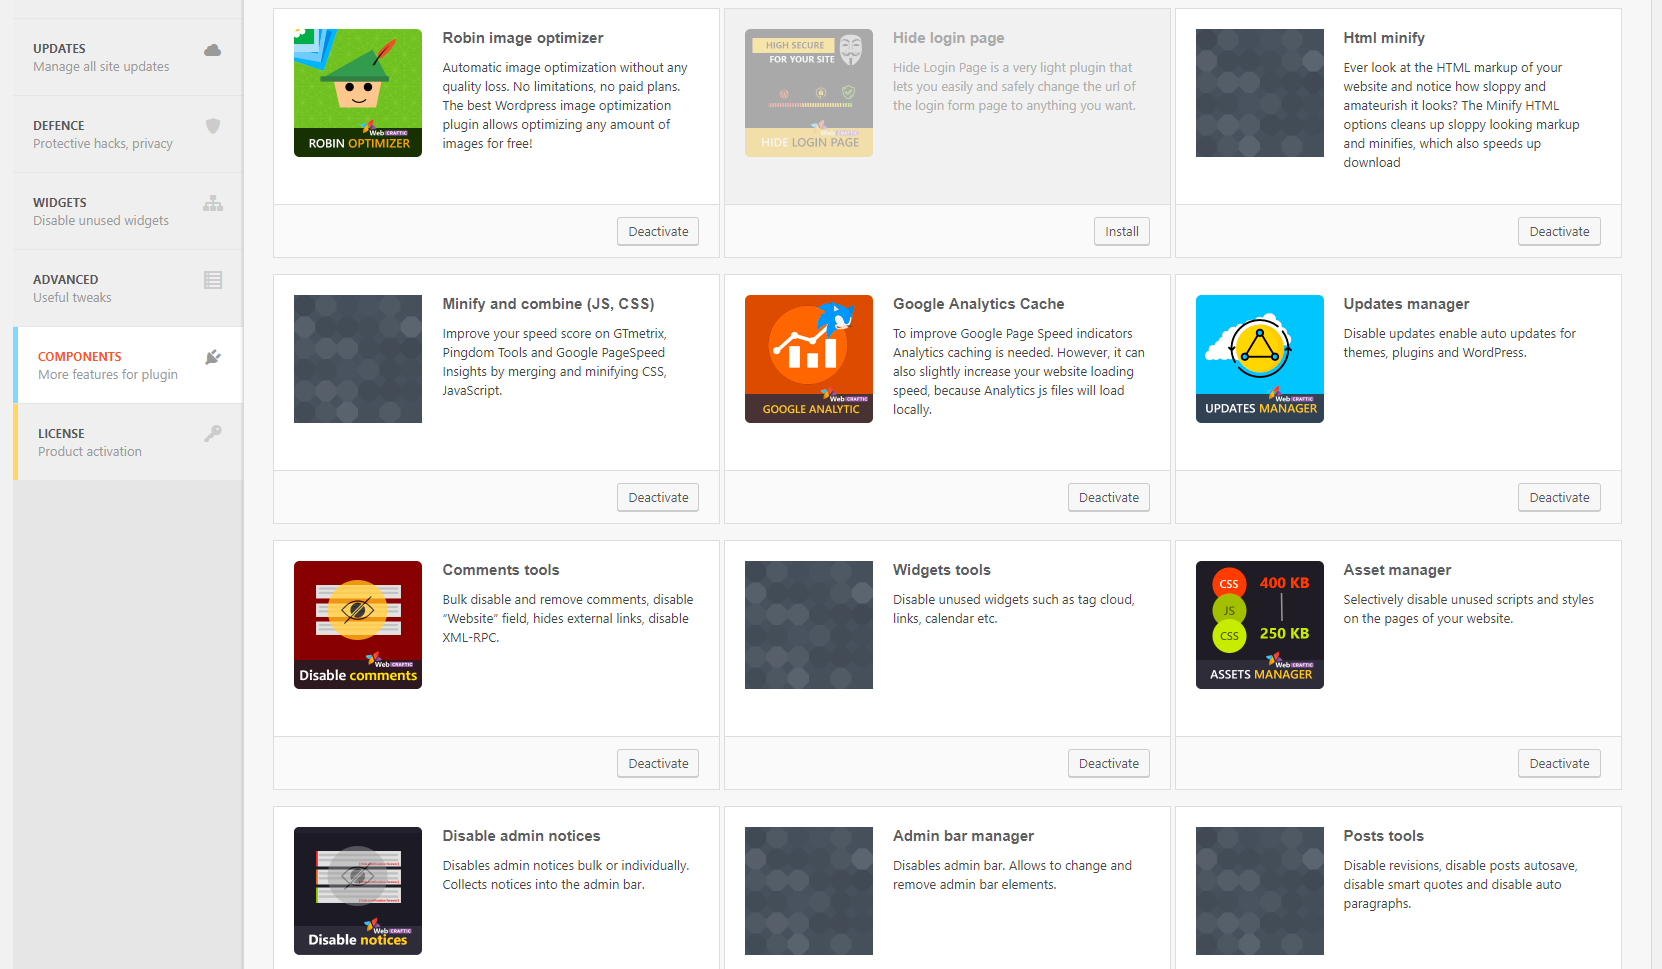 UPDATES
Manage all site updates
DEFENCE
Protective hacks, privacy
WIDGETS
Disable unused widgets
ADVANCED
Useful tweaks
COMPONENTS
More features for plugin
LICENSE
Product activation
WebCRAFTIC
ROBIN OPTIMIZER
Robin image optimizer
Automatic image optimization without any
quality loss. No limitations, no paid plans.
The best Wordpress image optimization
plugin allows optimizing any amount of
images for free!
Deactivate
HIGH SECURE
FOR YOUR SITE
WebCRAFTIC
HIDE LOGIN PAGE
Hide login page
Hide Login Page is a very light plugin that
lets you easily and safely change the url of
the login form page to anything you want.
Install
Html minify
Ever look at the HTML markup of your
website and notice how sloppy and
amateurish it looks? The Minify HTML
options cleans up sloppy looking markup
and minifies, which also speeds up
download
Deactivate
Minify and combine (JS, CSS)
Improve your speed score on GTmetrix,
Pingdom Tools and Google PageSpeed
Insights by merging and minifying CSS,
JavaScript.
Deactivate
WebCRAFTIC
GOOGLE ANALYTIC
Google Analytics Cache
To improve Google Page Speed indicators
Analytics caching is needed. However, it can
also slightly increase your website loading
speed, because Analytics js files will load
locally.
Deactivate
WebCRAFTIC
UPDATES MANAGER
Updates manager
Disable updates enable auto updates for
themes, plugins and WordPress.
Deactivate
WebCRAFTIC
Disable comments
Comments tools
Bulk disable and remove comments, disable
“Website” field, hides external links, disable
XML-RPC.
Deactivate
Widgets tools
Disable unused widgets such as tag cloud,
links, calendar etc.
Deactivate
CSS 400 KB
JS
CSS 250 KB
WebCRAFTIC
ASSETS MANAGER
Asset manager
Selectively disable unused scripts and styles
on the pages of your website.
Deactivate
WebCRAFTIC
Disable notices
Disable admin notices
Disables admin notices bulk or individually.
Collects notices into the admin bar.
Admin bar manager
Disables admin bar. Allows to change and
remove admin bar elements.
Posts tools
Disable revisions, disable posts autosave,
disable smart quotes and disable auto
paragraphs.